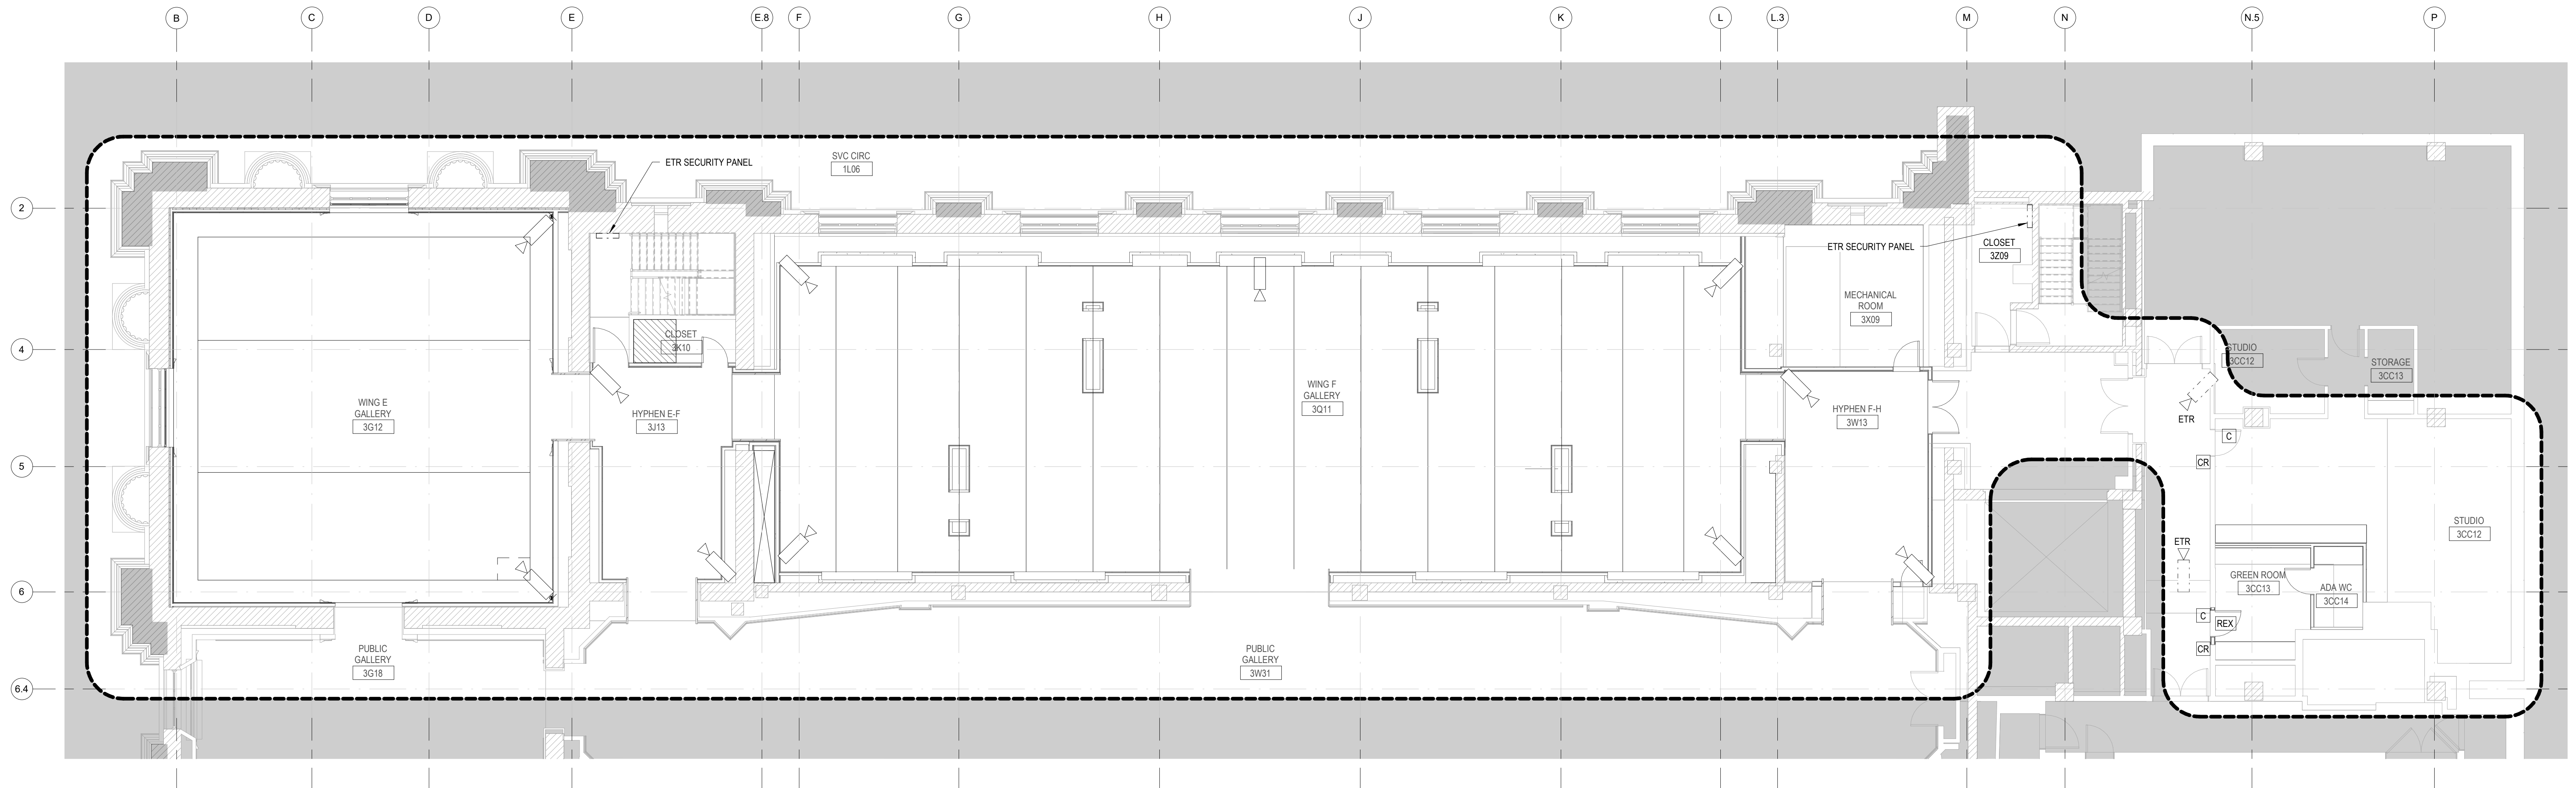 B
C
D
E
E.8
F
G
H
J
K
L
L.3
M
N
N.5
P
2
4
5
6
6.4
ETR SECURITY PANEL
SVC CIRC
1L06
ETR SECURITY PANEL
CLOSET
3Z09
MECHANICAL
ROOM
3X09
CLOSET
3K10
STUDIO
3CC12
STORAGE
3CC13
WING E
GALLERY
3G12
HYPHEN E-F
3J13
WING F
GALLERY
3Q11
HYPHEN F-H
3W13
ETR
C
CR
STUDIO
3CC12
ETR
GREEN ROOM
3CC13
ADA WC
3CC14
C
REX
CR
PUBLIC
GALLERY
3G18
PUBLIC
GALLERY
3W31